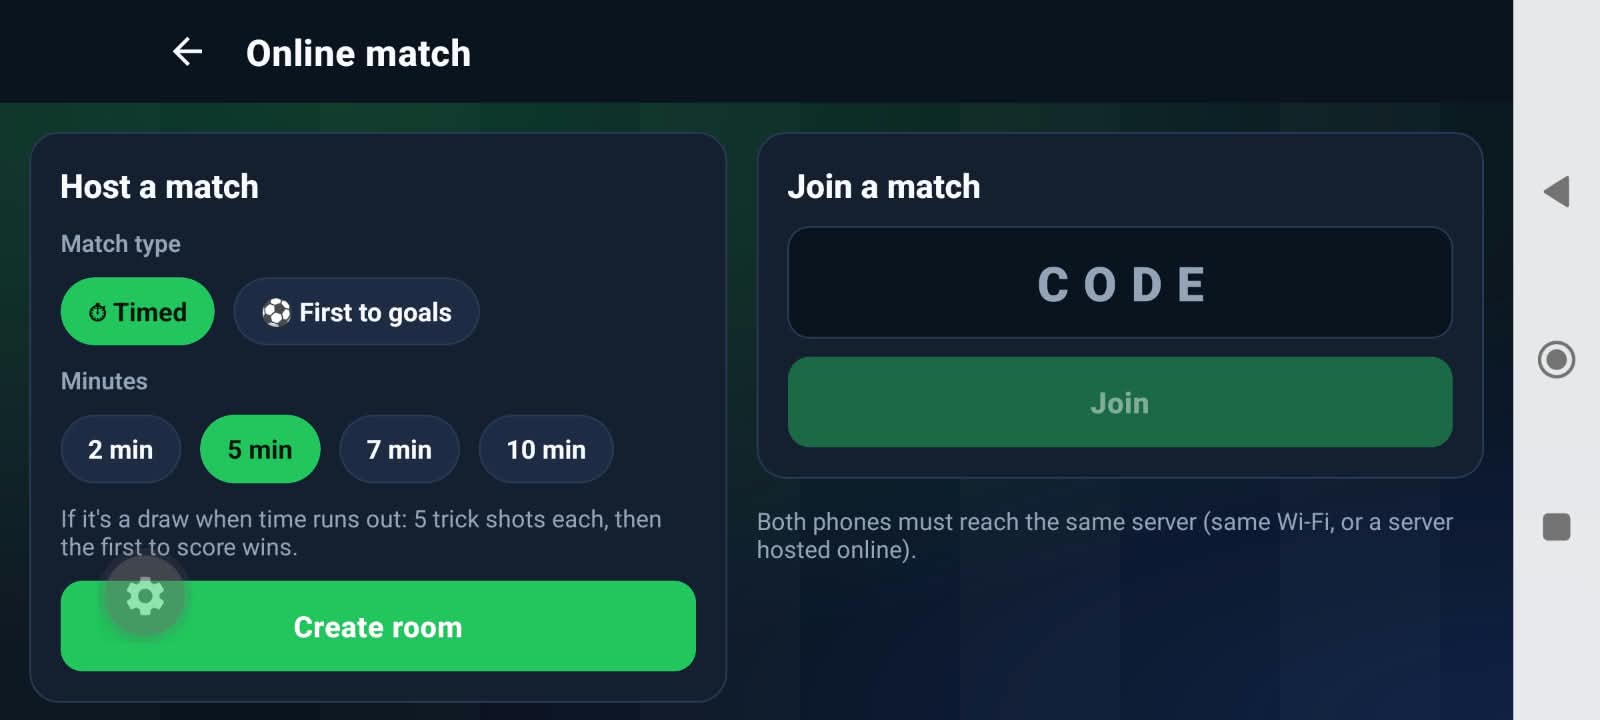 Online match
Host a match
Match type
⏱ Timed
⚽ First to goals
Minutes
2 min
5 min
7 min
10 min
If it's a draw when time runs out: 5 trick shots each, then
the first to score wins.
Create room
Join a match
CODE
Join
Both phones must reach the same server (same Wi-Fi, or a server
hosted online).